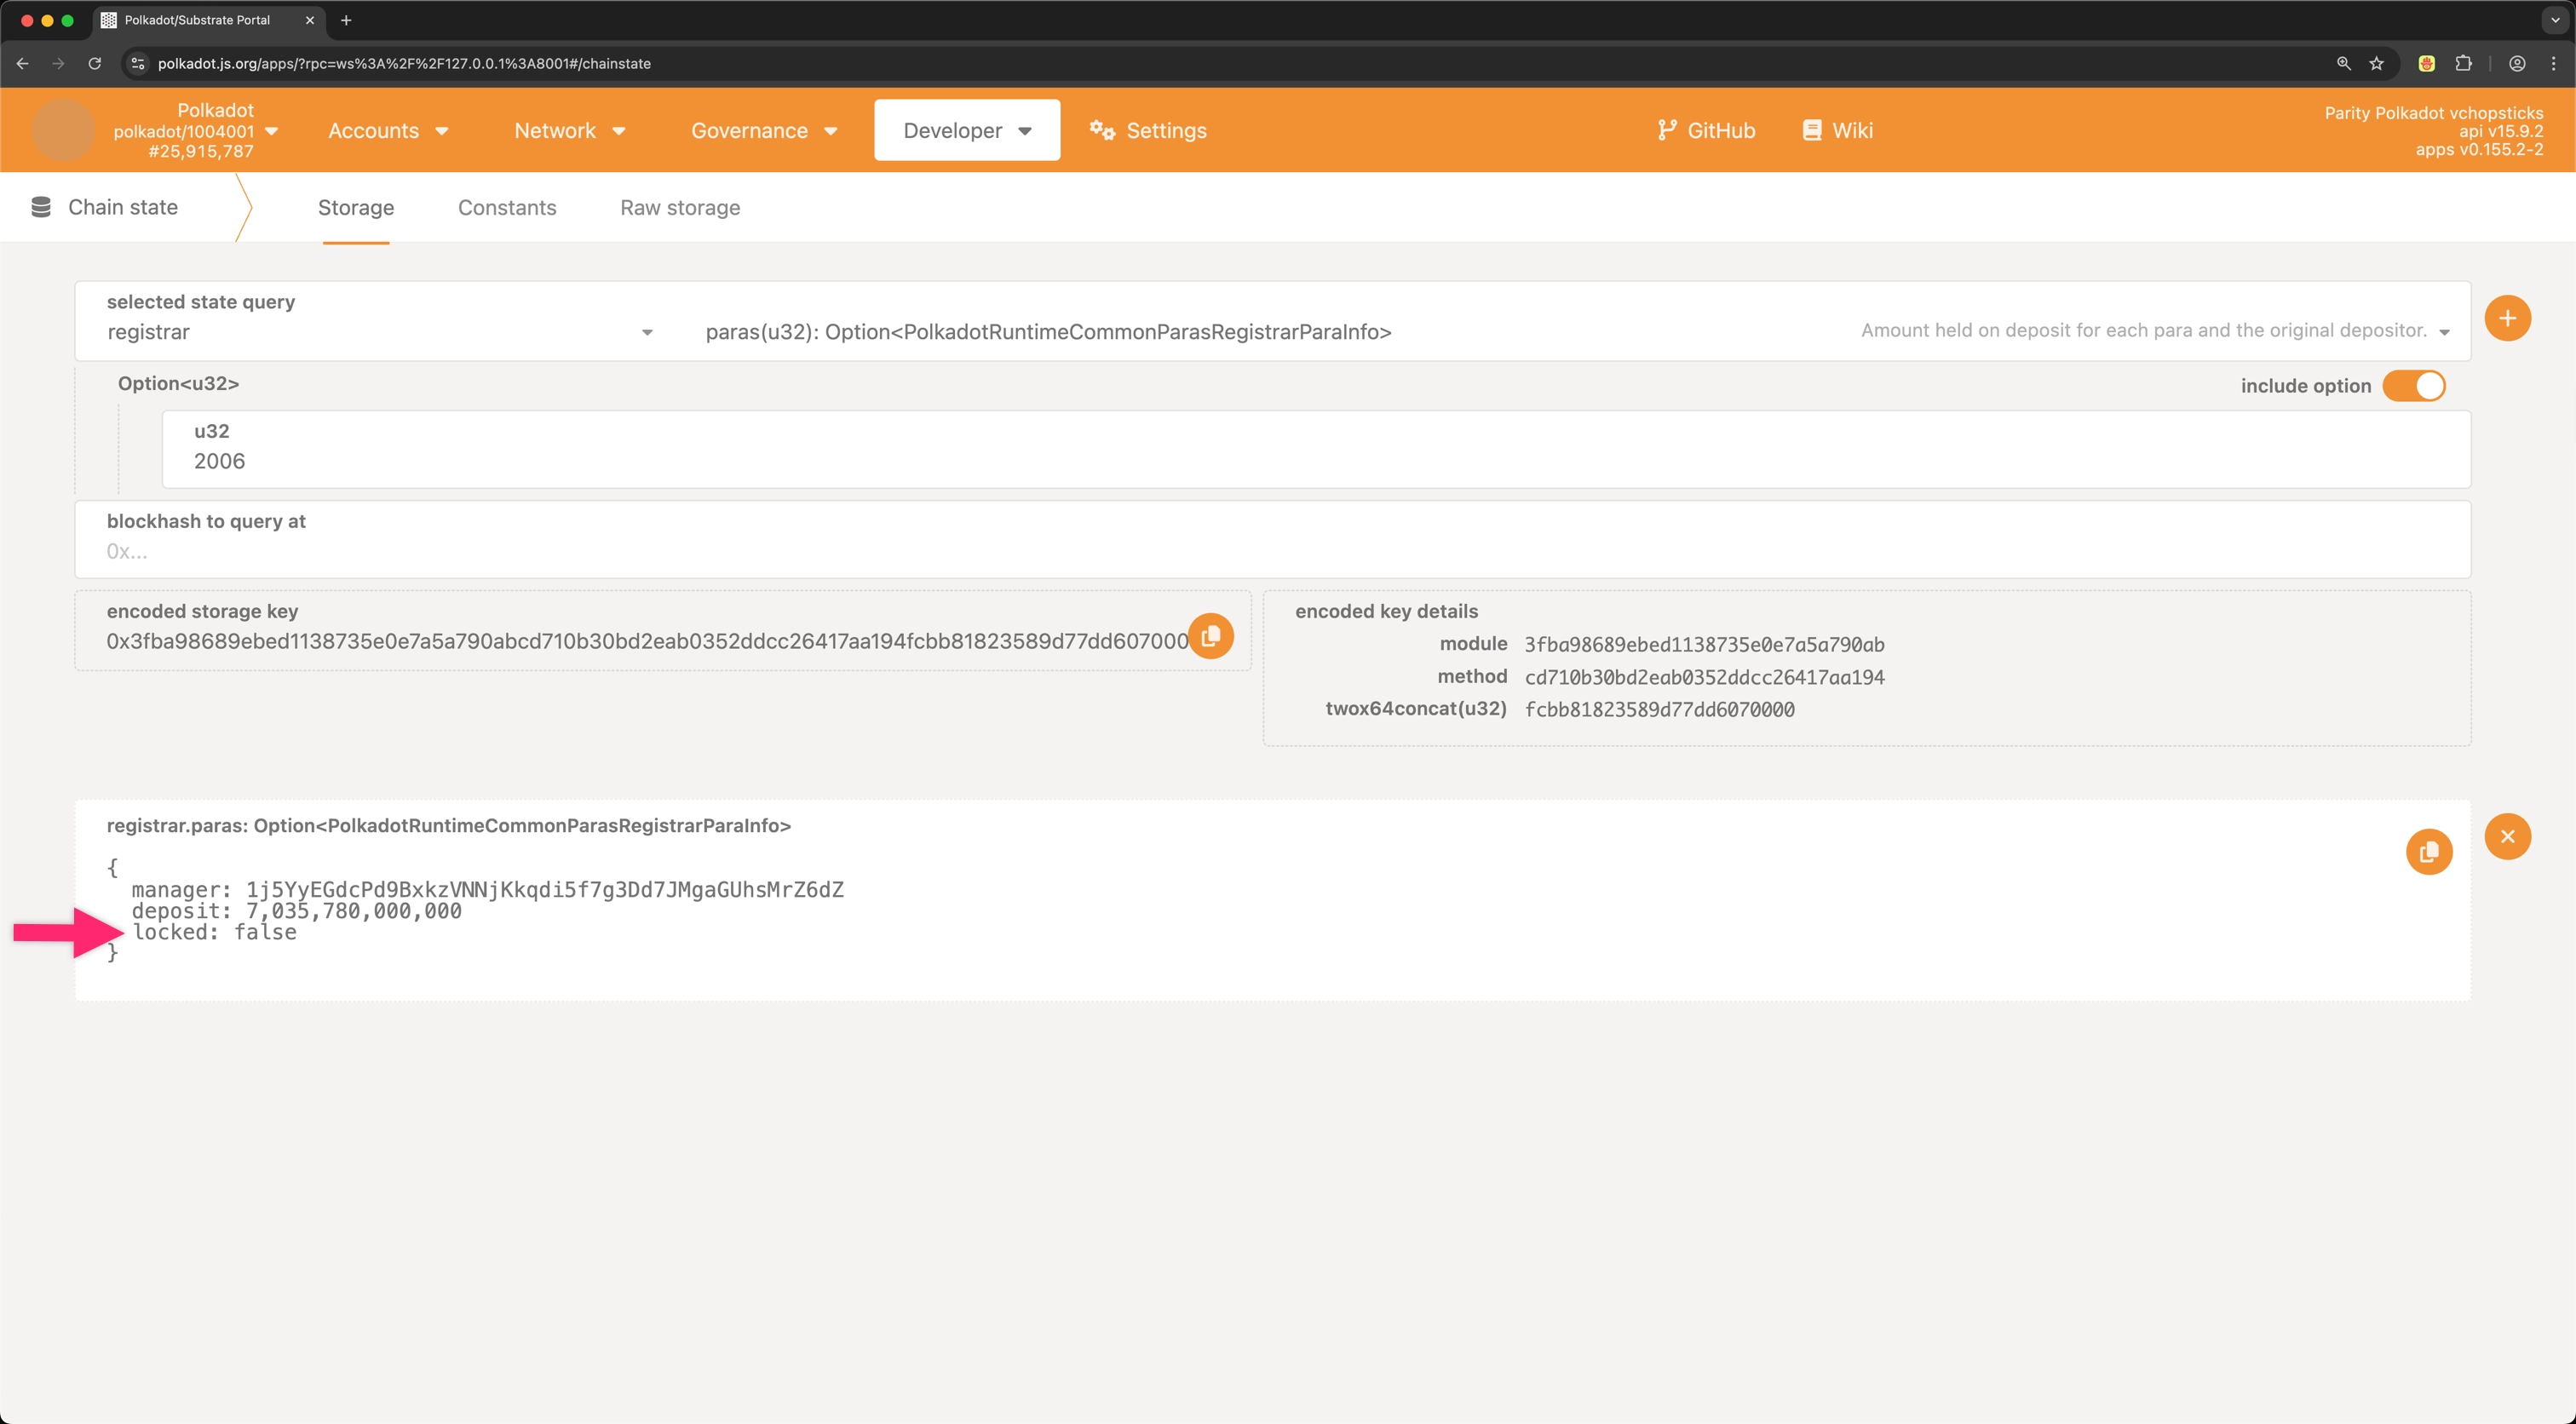 Polkadot/Substrate Portal
polkadot.js.org/apps/?rpc=ws%3A%2F%2F127.0.0.1%3A8001#/chainstate
Polkadot
polkadot/1004001
#25,915,787
Accounts
Network
Governance
Developer
Settings
GitHub
Wiki
Parity Polkadot vchopsticks
api v15.9.2
apps v0.155.2-2
Chain state
Storage
Constants
Raw storage
selected state query
registrar
paras(u32): Option<PolkadotRuntimeCommonParasRegistrarParaInfo>
Amount held on deposit for each para and the original depositor.
Option<u32>
include option
u32
2006
blockhash to query at
0x...
encoded storage key
0x3fba98689ebed1138735e0e7a5a790abcd710b30bd2eab0352ddcc26417aa194fcbb81823589d77dd607000
encoded key details
module 3fba98689ebed1138735e0e7a5a790ab
method cd710b30bd2eab0352ddcc26417aa194
twox64concat(u32) fcbb81823589d77dd6070000
registrar.paras: Option<PolkadotRuntimeCommonParasRegistrarParaInfo>
{
manager: 1j5YyEGdcPd9BxkzVNNjKkqdi5f7g3Dd7JMgaGUhsMrZ6dZ
deposit: 7,035,780,000,000
locked: false
}